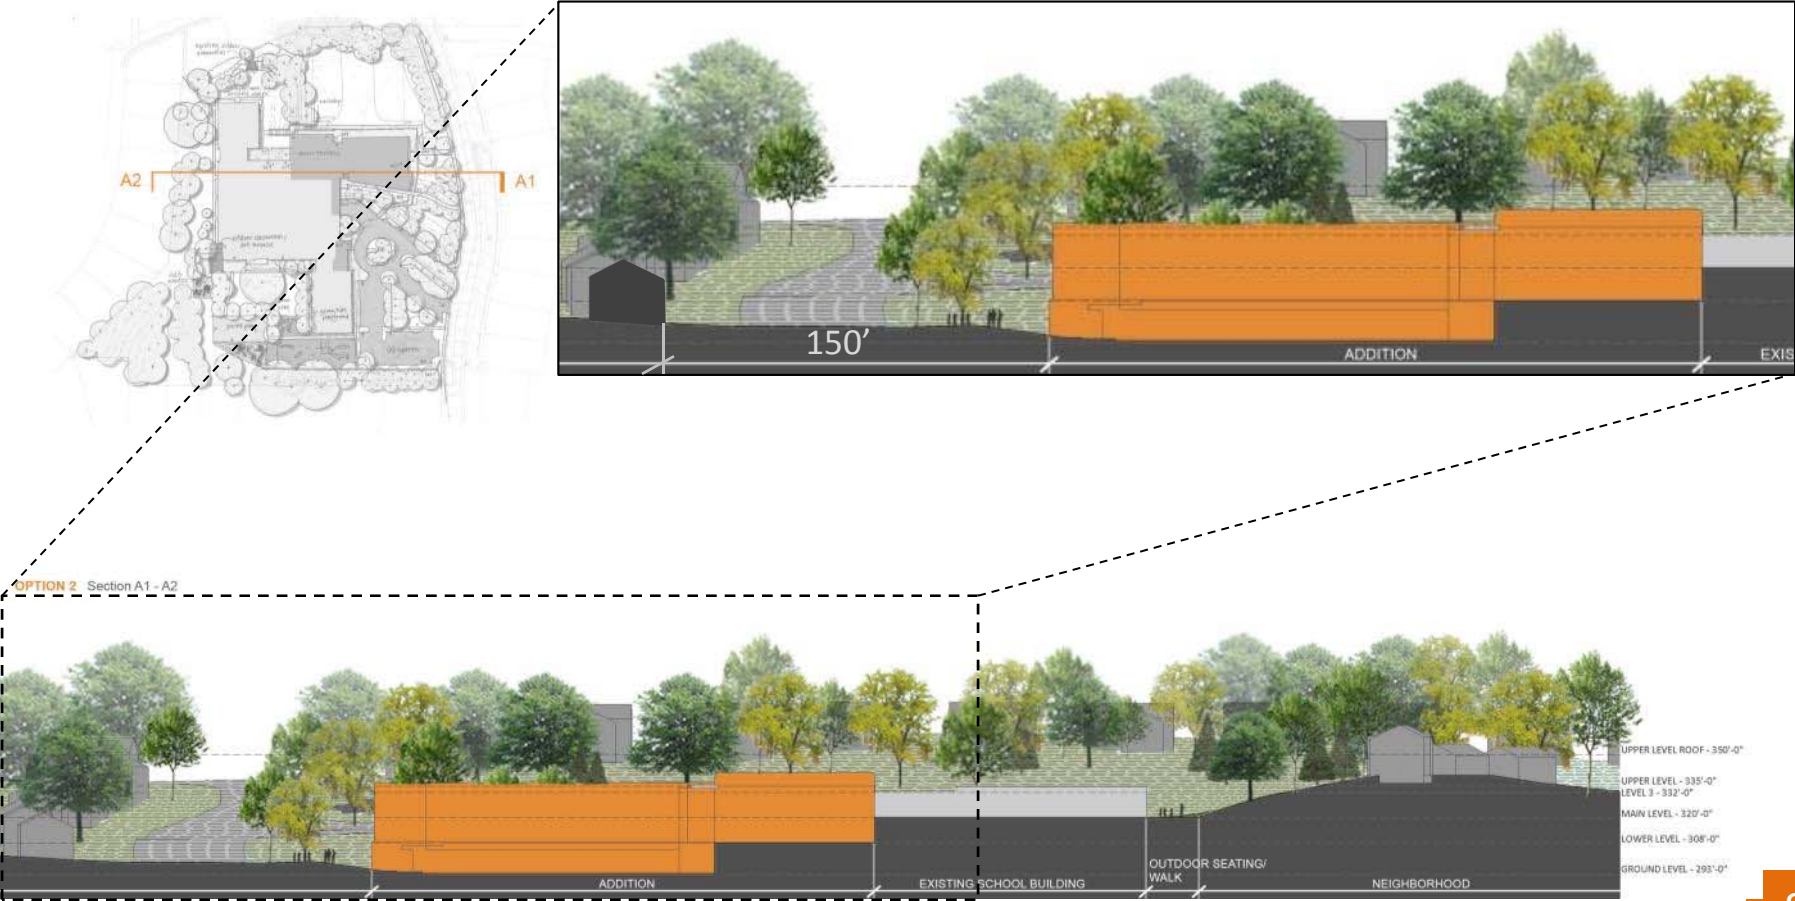 A2
A1
150'
ADDITION
EXIS
OPTION 2 Section A1 - A2
UPPER LEVEL ROOF - 350'-0"
UPPER LEVEL - 335'-0"
LEVEL 3 - 332'-0"
MAIN LEVEL - 320'-0"
LOWER LEVEL - 308'-0"
GROUND LEVEL - 293'-0"
OUTDOOR SEATING/
WALK
ADDITION
EXISTING SCHOOL BUILDING
NEIGHBORHOOD